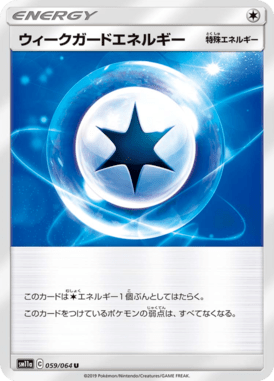 ENERGY
ウィークガードエネルギー 特殊エネルギー
このカードは エネルギー1個ぶんとしてはたらく。
このカードをつけているポケモンの弱点は、すべてなくなる。
SM11a C 059/064 U
©2019 Pokémon/Nintendo/Creatures/GAME FREAK.